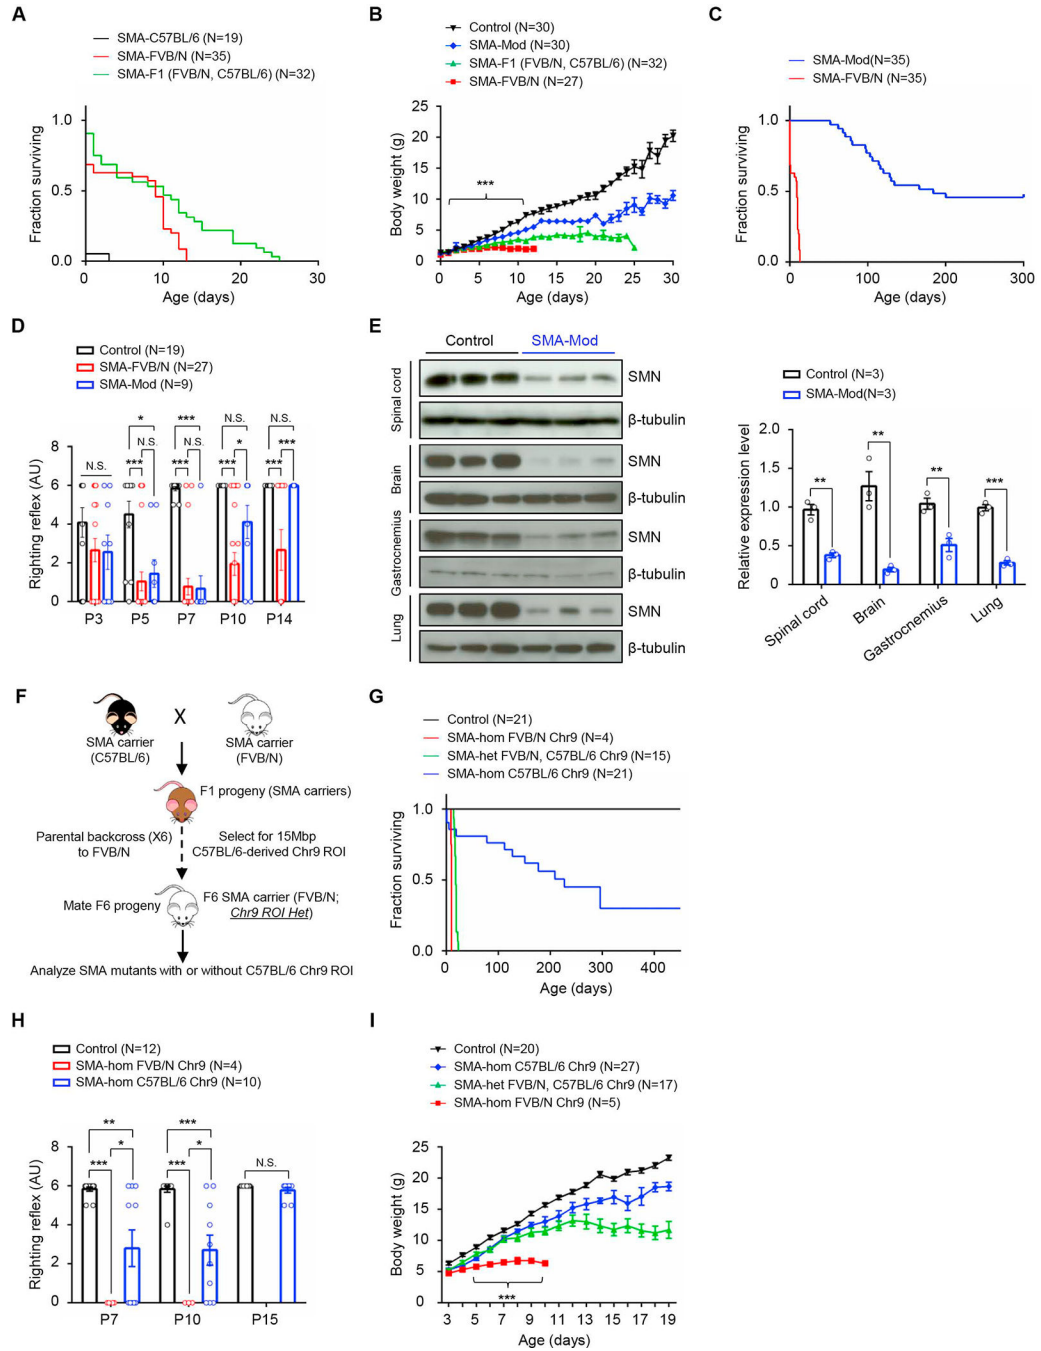 A
SMA-C57BL/6 (N=19)
SMA-FVB/N (N=35)
SMA-F1 (FVB/N, C57BL/6) (N=32)
Fraction surviving
1.0
0.5
0.0
0
10
20
30
Age (days)
B
Control (N=30)
SMA-Mod (N=30)
SMA-F1 (FVB/N, C57BL/6) (N=32)
SMA-FVB/N (N=27)
Body weight (g)
25
20
15
10
5
0
***
0
5
10
15
20
25
30
Age (days)
C
SMA-Mod(N=35)
SMA-FVB/N (N=35)
Fraction surviving
1.0
0.5
0.0
0
100
200
300
Age (days)
D
Control (N=19)
SMA-FVB/N (N=27)
SMA-Mod (N=9)
Righting reflex (AU)
8
6
4
2
0
N.S.
*
N.S.
***
***
N.S.
***
N.S.
*
***
N.S.
***
***
P3
P5
P7
P10
P14
E
Control
SMA-Mod
Spinal cord
SMN
β-tubulin
Brain
SMN
β-tubulin
Gastrocnemius
SMN
β-tubulin
Lung
SMN
β-tubulin
Control (N=3)
SMA-Mod(N=3)
Relative expression level
2.0
1.5
1.0
0.5
0
**
**
**
***
Spinal cord
Brain
Gastrocnemius
Lung
F
X
SMA carrier
(C57BL/6)
SMA carrier
(FVB/N)
F1 progeny (SMA carriers)
Parental backcross (X6)
to FVB/N
Select for 15Mbp
C57BL/6-derived Chr9 ROI
Mate F6 progeny
F6 SMA carrier (FVB/N;
Chr9 ROI Het)
Analyze SMA mutants with or without C57BL/6 Chr9 ROI
G
Control (N=21)
SMA-hom FVB/N Chr9 (N=4)
SMA-het FVB/N, C57BL/6 Chr9 (N=15)
SMA-hom C57BL/6 Chr9 (N=21)
Fraction surviving
1.0
0.5
0.0
0
100
200
300
400
Age (days)
H
Control (N=12)
SMA-hom FVB/N Chr9 (N=4)
SMA-hom C57BL/6 Chr9 (N=10)
Righting reflex (AU)
8
6
4
2
0
**
***
*
***
***
*
N.S.
P7
P10
P15
I
Control (N=20)
SMA-hom C57BL/6 Chr9 (N=27)
SMA-het FVB/N, C57BL/6 Chr9 (N=17)
SMA-hom FVB/N Chr9 (N=5)
Body weight (g)
25
20
15
10
5
0
***
3
5
7
9
11
13
15
17
19
Age (days)